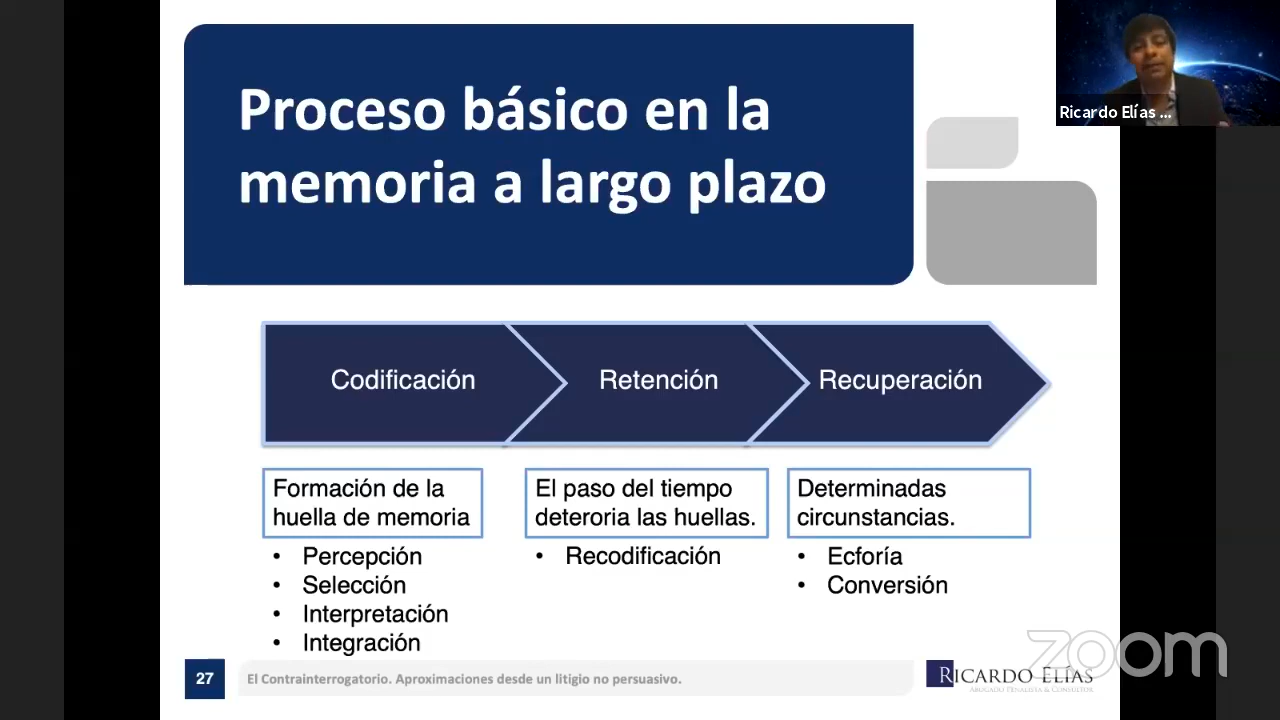 Proceso básico en la
memoria a largo plazo
Ricardo Elías ...
Codificación
Retención
Recuperación
Formación de la
huella de memoria
• Percepción
• Selección
• Interpretación
• Integración
El paso del tiempo
deteroria las huellas.
• Recodificación
Determinadas
circunstancias.
• Ecforía
• Conversión
27
El Contrainterrogatorio. Aproximaciones desde un litigio no persuasivo.
RICARDO ELÍAS
ABOGADO PENALISTA & CONSULTOR
zoom